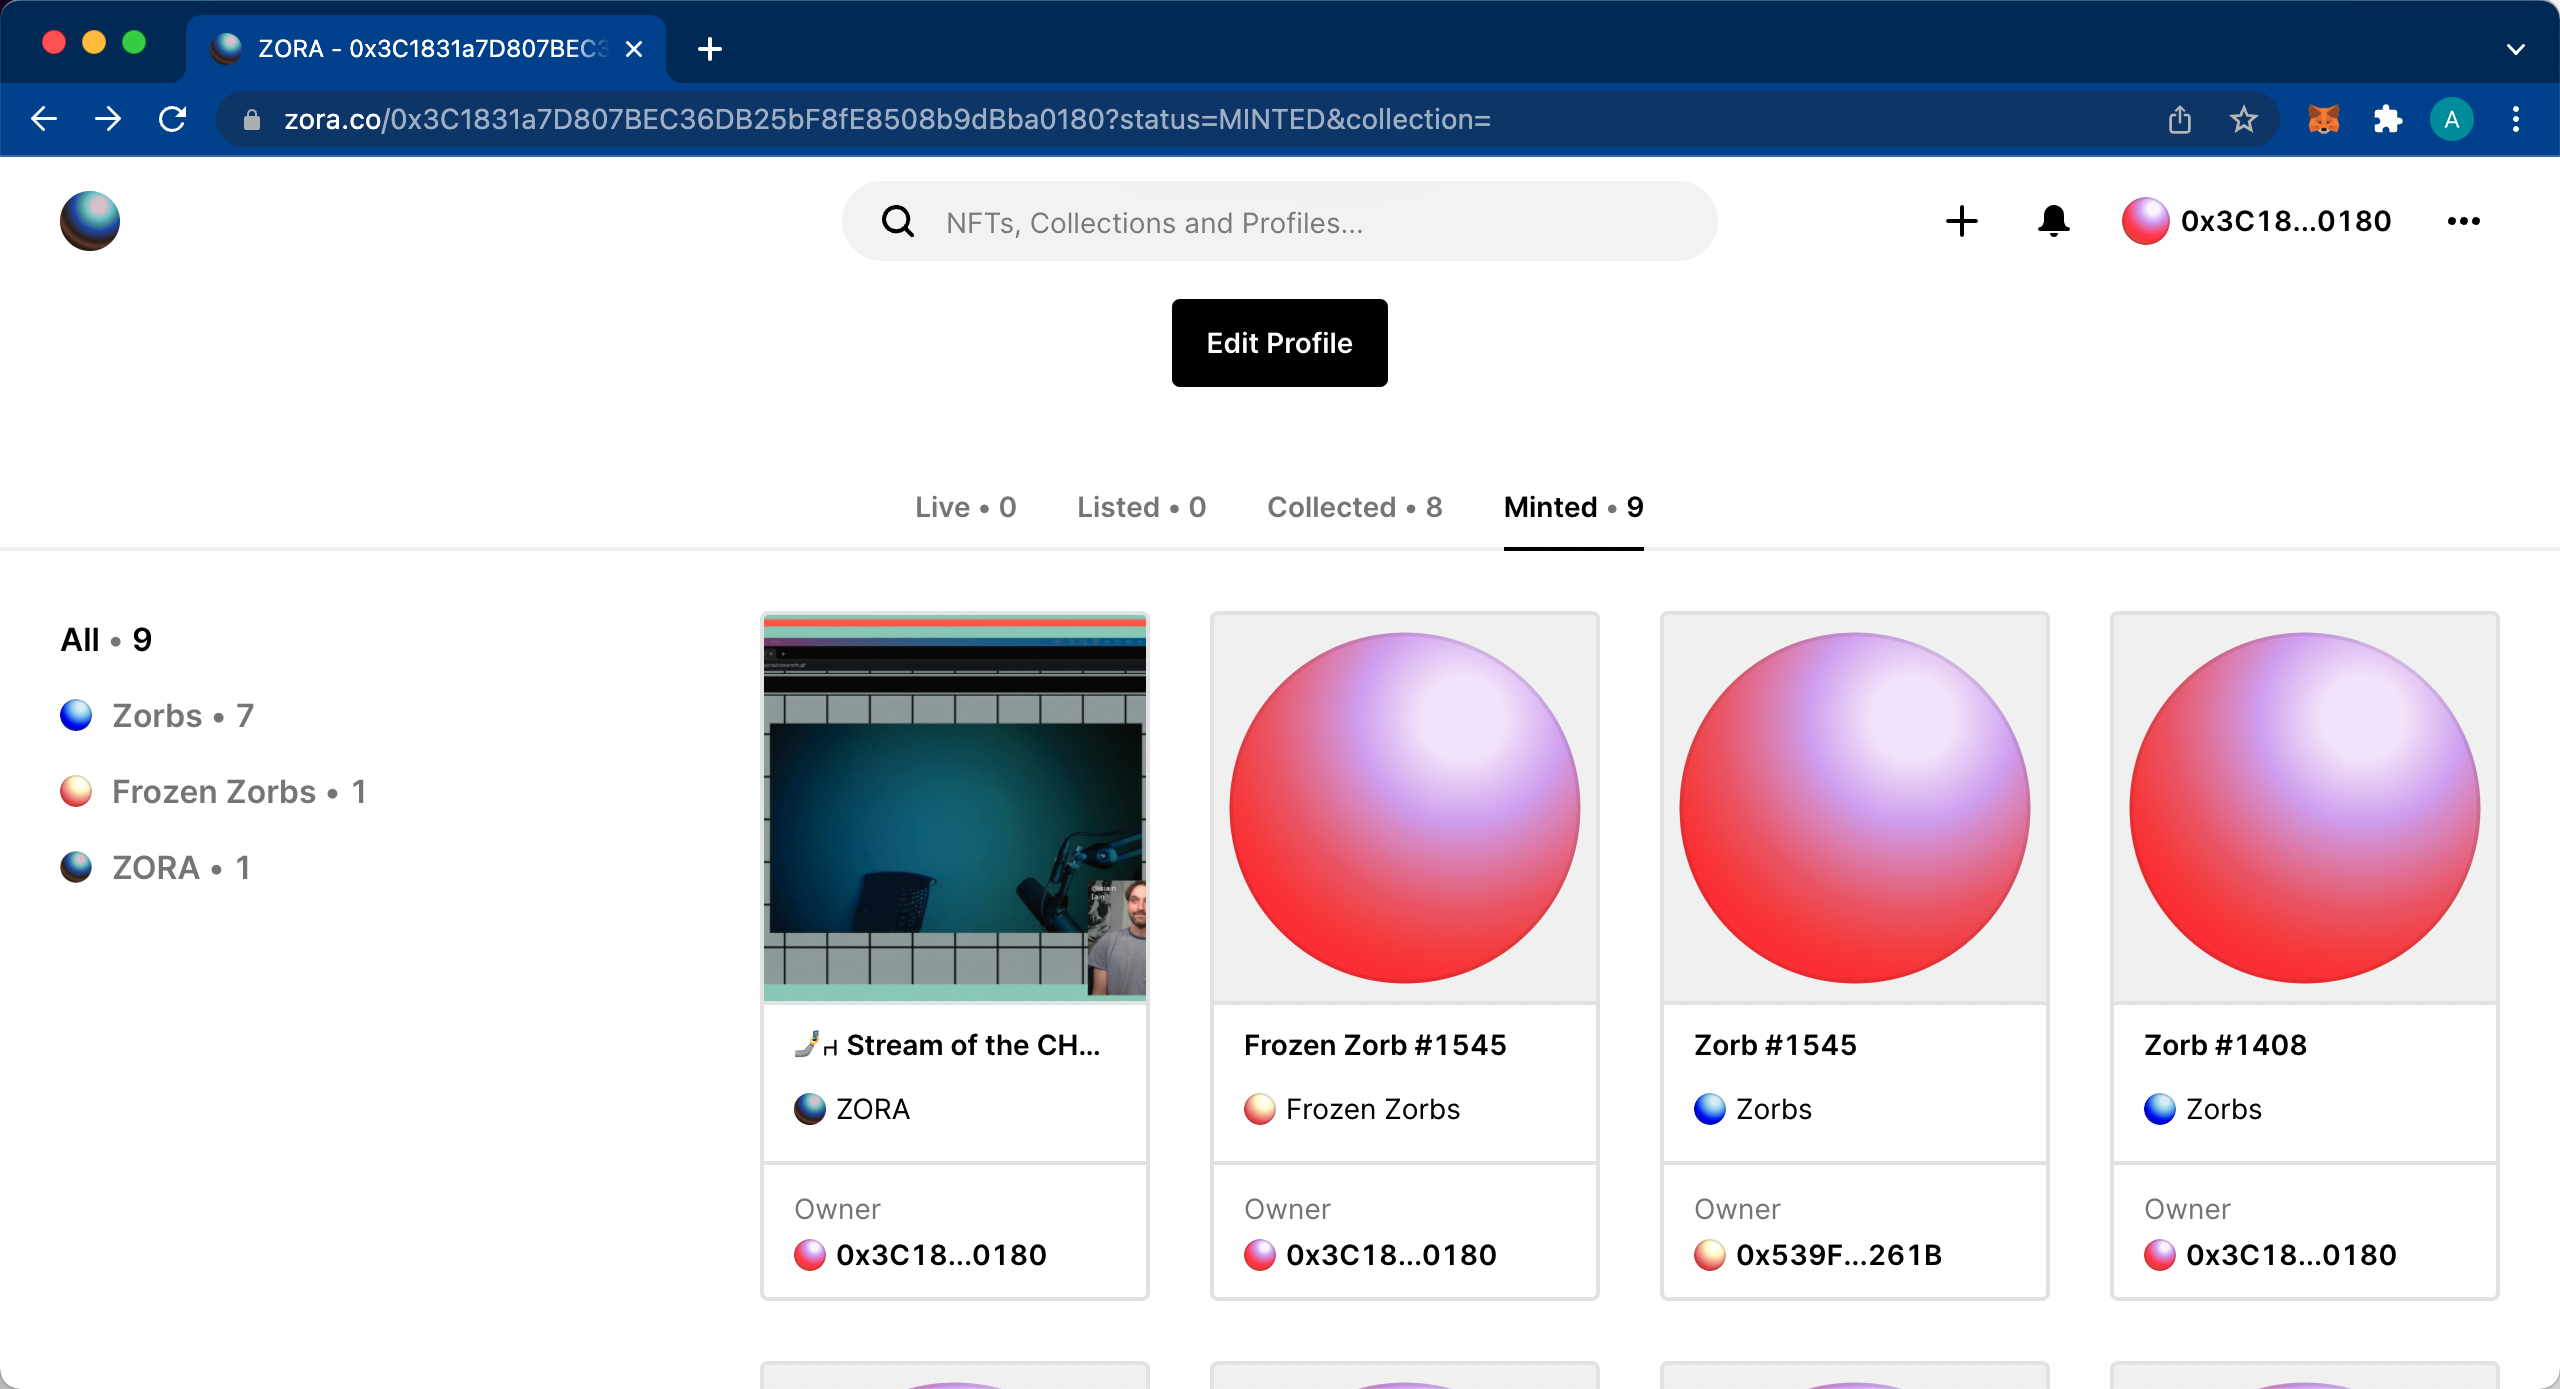 ZORA - 0x3C1831a7D807BEC3
zora.co/0x3C1831a7D807BEC36DB25bF8fE8508b9dBba0180?status=MINTED&collection=
A
NFTs, Collections and Profiles...
0x3C18...0180
Edit Profile
Live • 0
Listed • 0
Collected • 8
Minted • 9
All • 9
Zorbs • 7
Frozen Zorbs • 1
ZORA • 1
Stream of the CH...
ZORA
Owner
0x3C18...0180
Frozen Zorb #1545
Frozen Zorbs
Owner
0x3C18...0180
Zorb #1545
Zorbs
Owner
0x539F...261B
Zorb #1408
Zorbs
Owner
0x3C18...0180